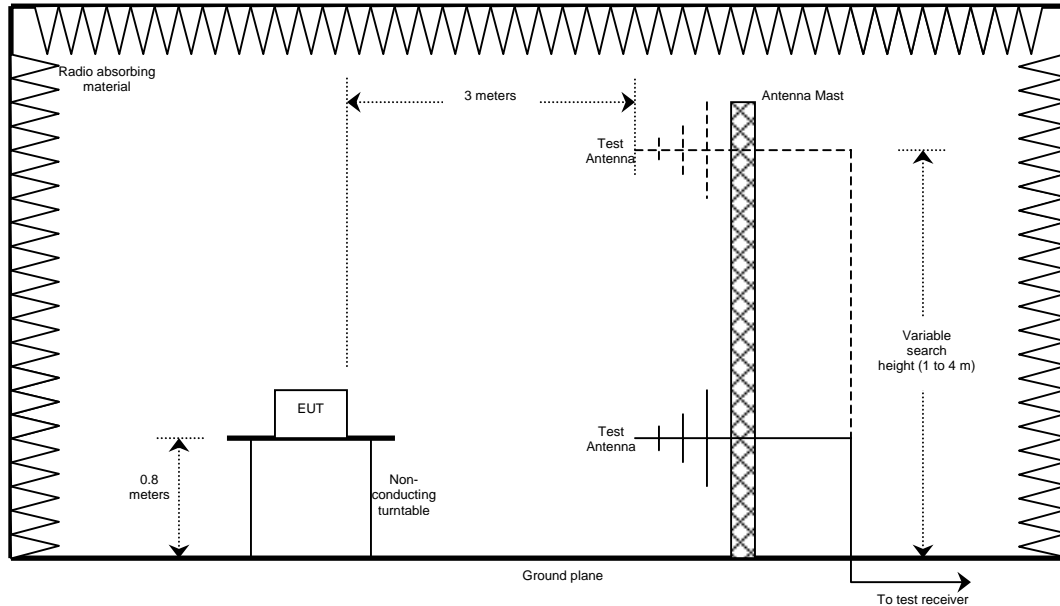 Radio absorbing
material
3 meters
Antenna Mast
Test
Antenna
Variable
search
height (1 to 4 m)
EUT
Test
Antenna
0.8
meters
Non-
conducting
turntable
Ground plane
To test receiver